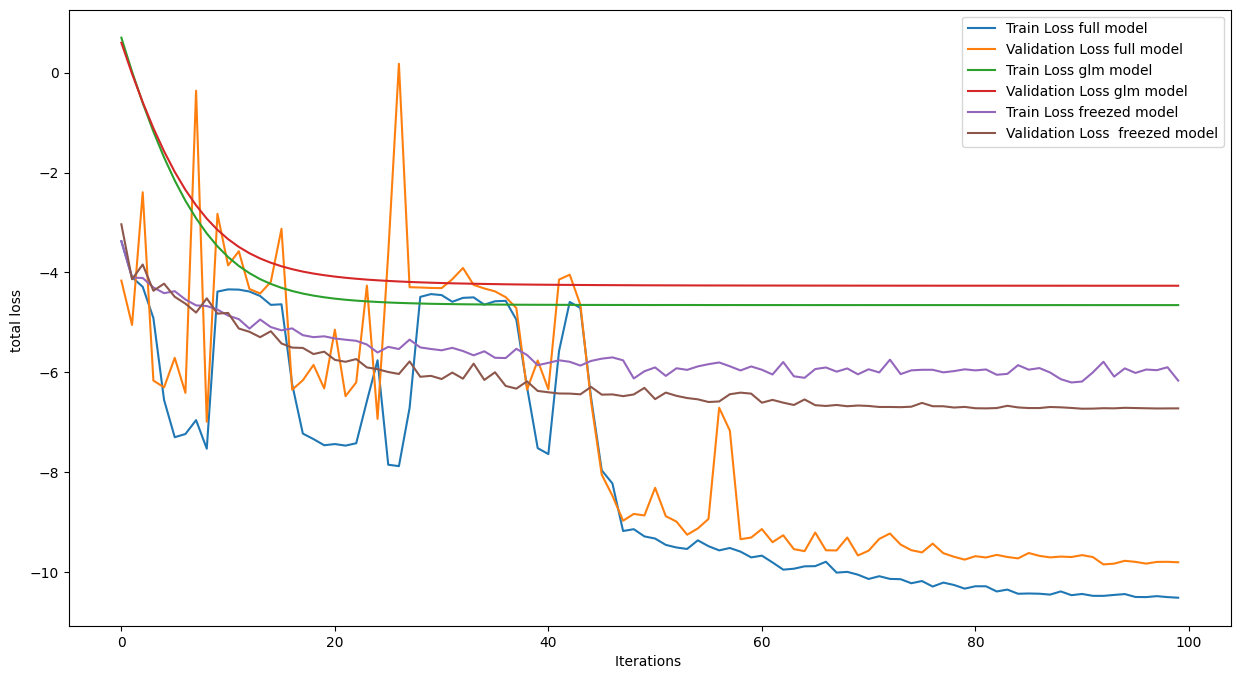 Train Loss full model
Validation Loss full model
Train Loss glm model
Validation Loss glm model
Train Loss freezed model
Validation Loss  freezed model
total loss
0
−2
−4
−6
−8
−10
0 20 40 60 80 100
Iterations